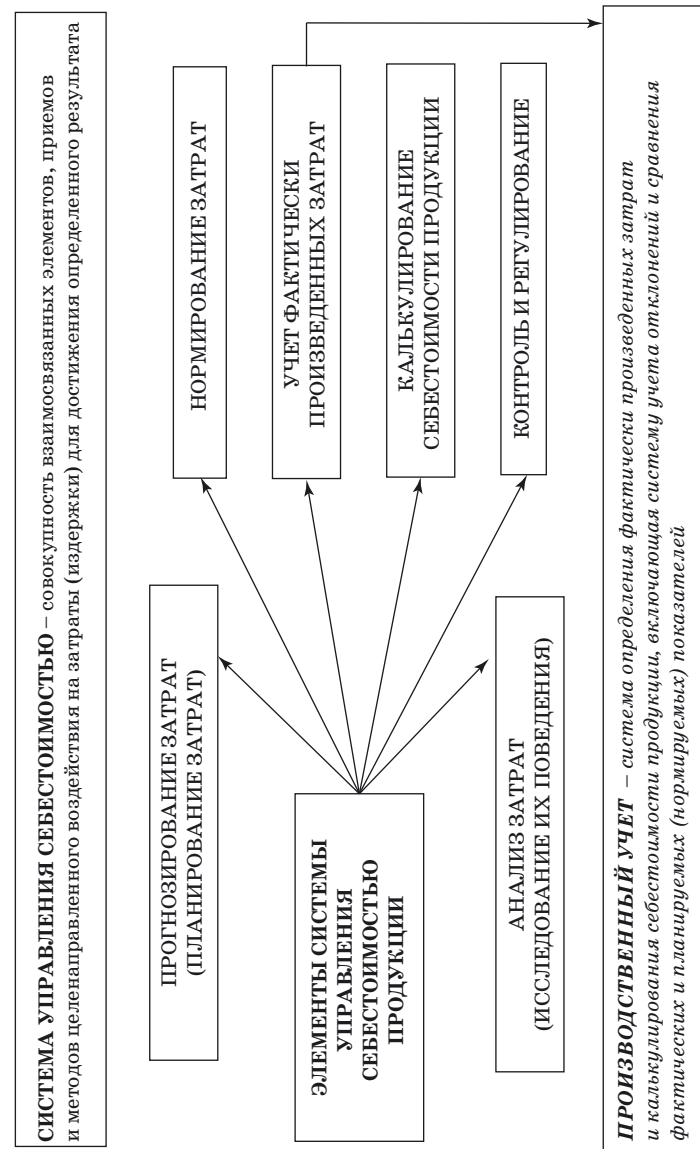 СИСТЕМА УПРАВЛЕНИЯ СЕБЕСТОИМОСТЬЮ – совокупность взаимосвязанных элементов, приемов
и методов целенаправленного воздействия на затраты (издержки) для достижения определенного результата
ПРОГНОЗИРОВАНИЕ ЗАТРАТ
(ПЛАНИРОВАНИЕ ЗАТРАТ)
НОРМИРОВАНИЕ ЗАТРАТ
УЧЕТ ФАКТИЧЕСКИ
ПРОИЗВЕДЕННЫХ ЗАТРАТ
ЭЛЕМЕНТЫ СИСТЕМЫ
УПРАВЛЕНИЯ
СЕБЕСТОИМОСТЬЮ
ПРОДУКЦИИ
КАЛЬКУЛИРОВАНИЕ
СЕБЕСТОИМОСТИ ПРОДУКЦИИ
АНАЛИЗ ЗАТРАТ
(ИССЛЕДОВАНИЕ ИХ ПОВЕДЕНИЯ)
КОНТРОЛЬ И РЕГУЛИРОВАНИЕ
ПРОИЗВОДСТВЕННЫЙ УЧЕТ – система определения фактически произведенных затрат
и калькулирования себестоимости продукции, включающая систему учета отклонений и сравнения
фактических и планируемых (нормируемых) показателей